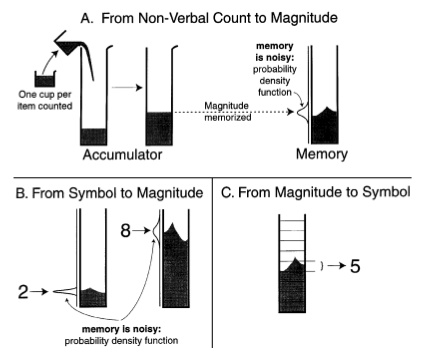 A. From Non-Verbal Count to Magnitude
memory
is noisy:
probability
density
function
One cup per
item counted
Magnitude
memorized
Accumulator
Memory
B. From Symbol to Magnitude
8
2
memory is noisy:
probability density function
C. From Magnitude to Symbol
5